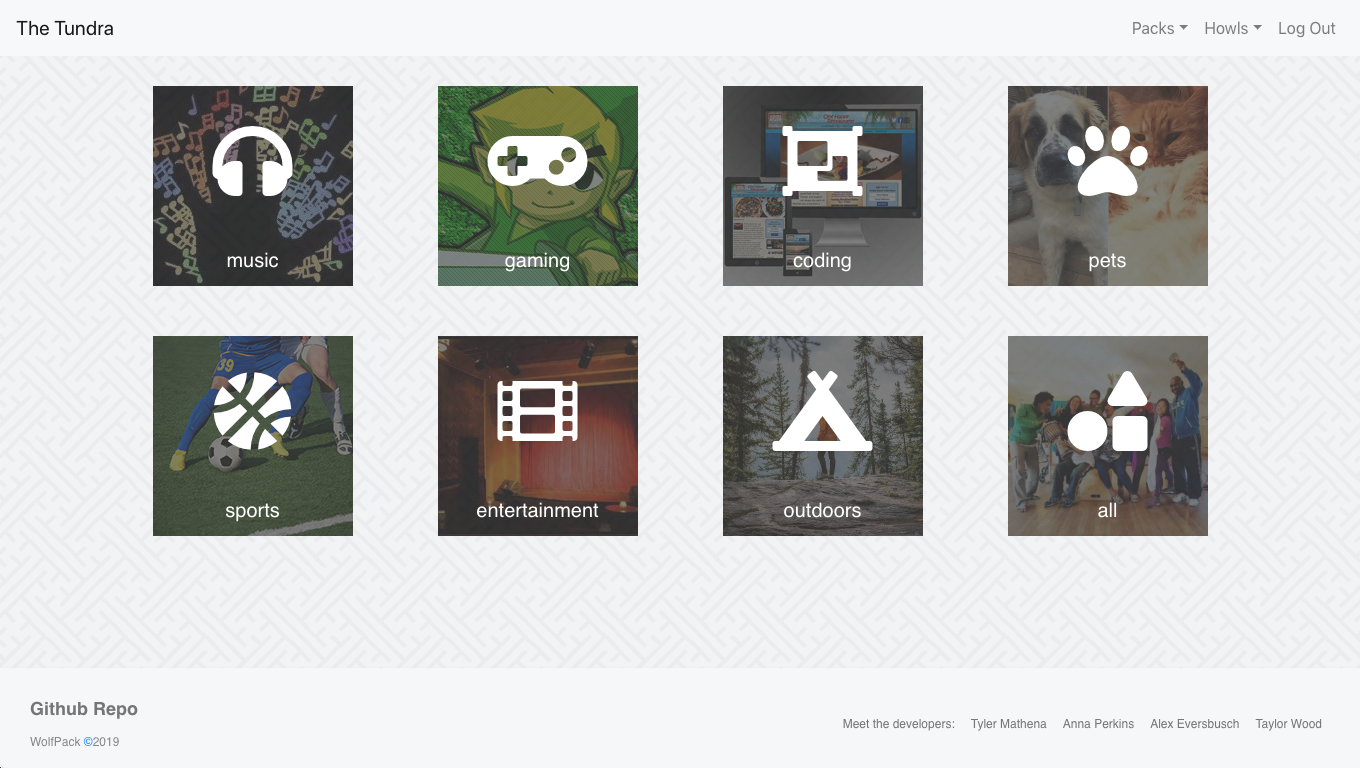 The Tundra
Packs Howls Log Out
music
gaming
coding
pets
39
sports
entertainment
outdoors
all
Github Repo
WolfPack ©2019
Meet the developers: Tyler Mathena Anna Perkins Alex Eversbusch Taylor Wood